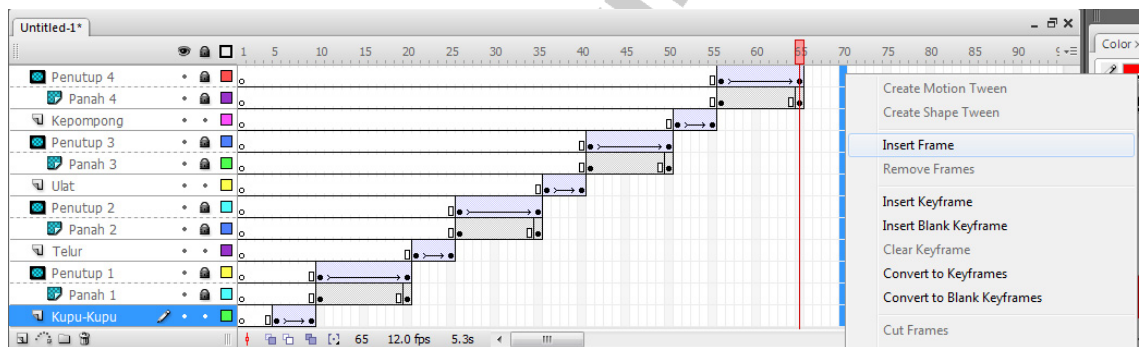 Untitled-1*
1 5 10 15 20 25 30 35 40 45 50 55 60 65 70 75 80 85 90
Color
Penutup 4
Panah 4
Kepompong
Penutup 3
Panah 3
Ulat
Penutup 2
Panah 2
Telur
Penutup 1
Panah 1
Kupu-Kupu
65 12.0 fps 5.3s
Create Motion Tween
Create Shape Tween
Insert Frame
Remove Frames
Insert Keyframe
Insert Blank Keyframe
Clear Keyframe
Convert to Keyframes
Convert to Blank Keyframes
Cut Frames